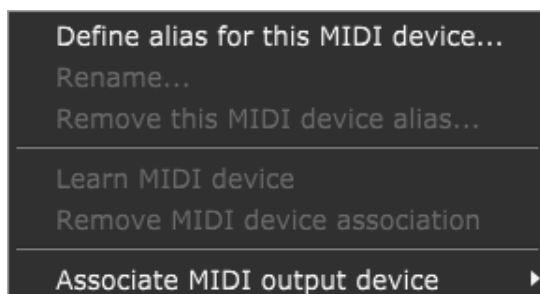 Define alias for this MIDI device...
Rename...
Remove this MIDI device alias...
Learn MIDI device
Remove MIDI device association
Associate MIDI output device